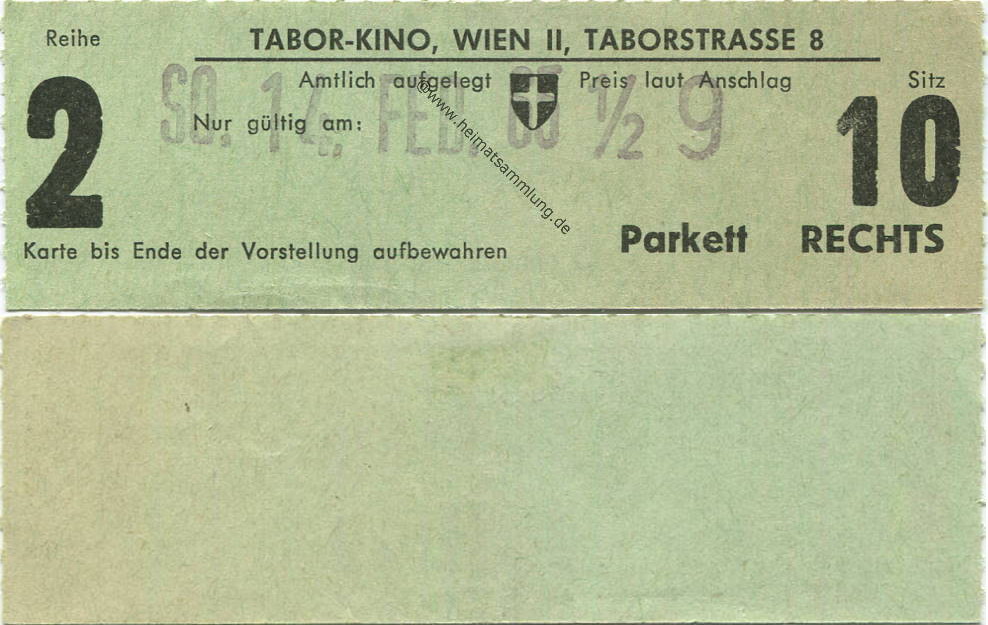 Reihe
TABOR-KINO, WIEN II, TABORSTRASSE 8
Amtlich aufgelegt Preis laut Anschlag
Sitz
2
SO. 14. FEB. 65 ½ 9
10
Nur gültig am:
©www.heimatsammlung.de
Parkett RECHTS
Karte bis Ende der Vorstellung aufbewahren